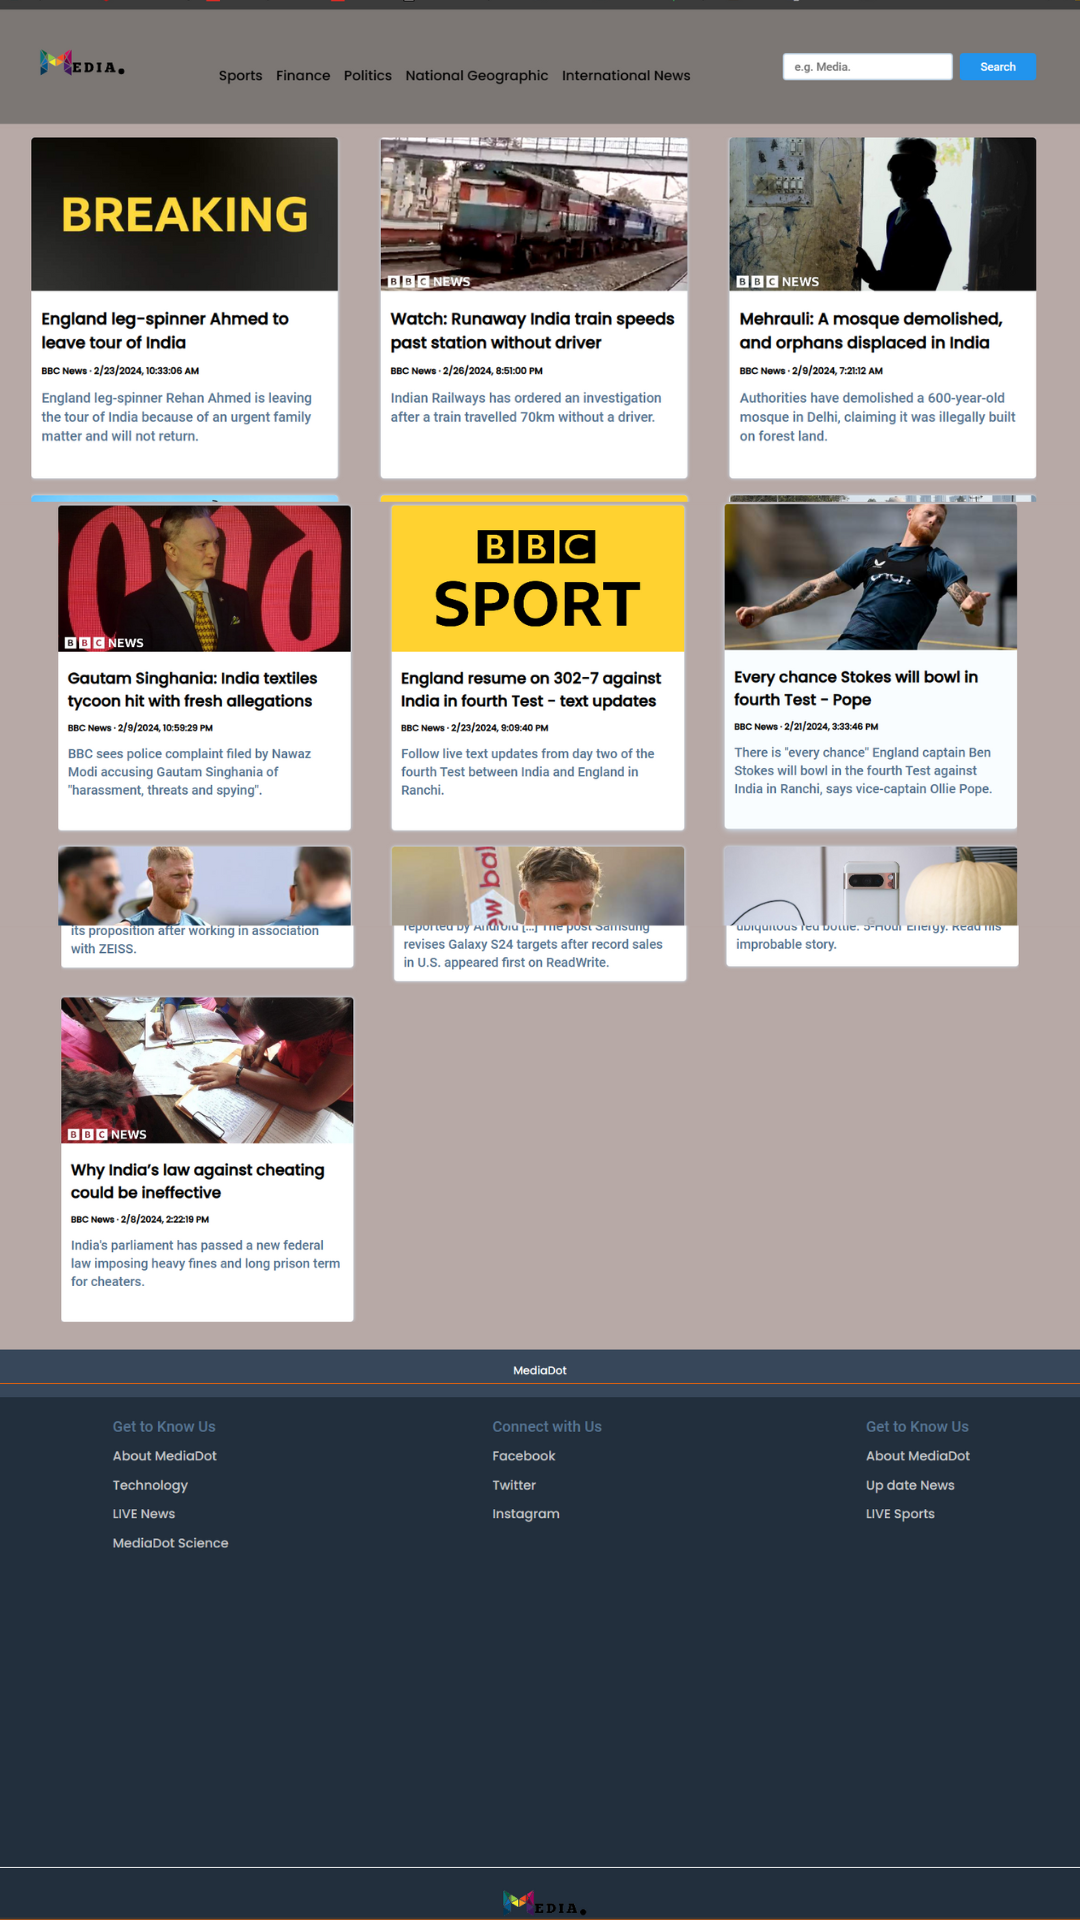 MEDIA.
Sports Finance Politics National Geographic International News
e.g. Media.
Search
BREAKING
England leg-spinner Ahmed to
leave tour of India
BBC News · 2/23/2024, 10:33:06 AM
England leg-spinner Rehan Ahmed is leaving
the tour of India because of an urgent family
matter and will not return.
BBC NEWS
Watch: Runaway India train speeds
past station without driver
BBC News · 2/26/2024, 8:51:00 PM
Indian Railways has ordered an investigation
after a train travelled 70km without a driver.
BBC NEWS
Mehrauli: A mosque demolished,
and orphans displaced in India
BBC News · 2/9/2024, 7:21:12 AM
Authorities have demolished a 600-year-old
mosque in Delhi, claiming it was illegally built
on forest land.
BBC NEWS
Gautam Singhania: India textiles
tycoon hit with fresh allegations
BBC News · 2/9/2024, 10:59:29 PM
BBC sees police complaint filed by Nawaz
Modi accusing Gautam Singhania of
"harassment, threats and spying".
BBC
SPORT
England resume on 302-7 against
India in fourth Test - text updates
BBC News · 2/23/2024, 9:09:40 PM
Follow live text updates from day two of the
fourth Test between India and England in
Ranchi.
Every chance Stokes will bowl in
fourth Test - Pope
BBC News · 2/21/2024, 3:33:46 PM
There is "every chance" England captain Ben
Stokes will bowl in the fourth Test against
India in Ranchi, says vice-captain Ollie Pope.
its proposition after working in association
with ZEISS.
reported by Android [...] The post Samsung
revises Galaxy S24 targets after record sales
in U.S. appeared first on ReadWrite.
ubiquitous red bottle: 5-Hour Energy. Read his
improbable story.
BBC NEWS
Why India's law against cheating
could be ineffective
BBC News · 2/8/2024, 2:22:19 PM
India's parliament has passed a new federal
law imposing heavy fines and long prison term
for cheaters.
MediaDot
Get to Know Us
About MediaDot
Technology
LIVE News
MediaDot Science
Connect with Us
Facebook
Twitter
Instagram
Get to Know Us
About MediaDot
Up date News
LIVE Sports
MEDIA.